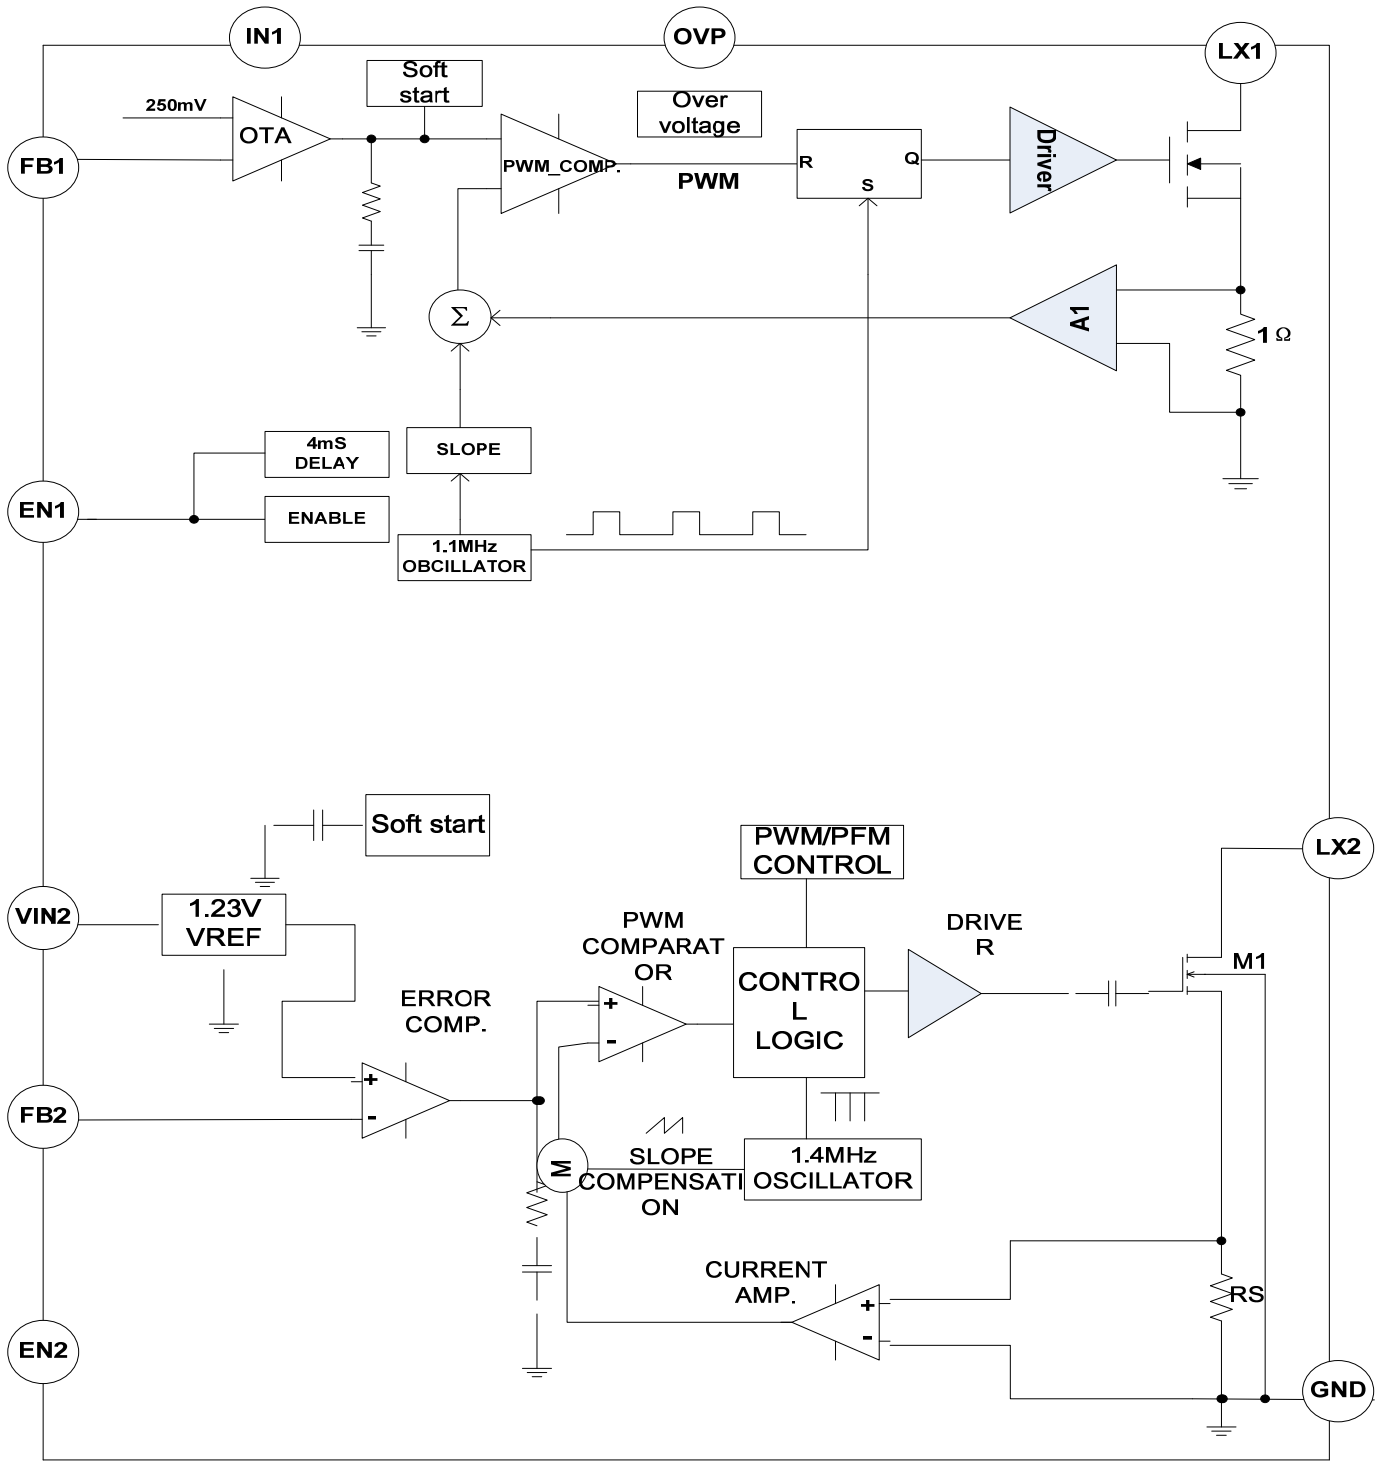 IN1
OVP
LX1
Soft
start
250mV
OTA
Over
voltage
FB1
PWM_COMP.
PWM
R
Q
S
Driver
Σ
A1
1 Ω
4mS
DELAY
SLOPE
EN1
ENABLE
1.1MHz
OBCILLATOR
Soft start
PWM/PFM
CONTROL
LX2
VIN2
1.23V
VREF
PWM
COMPARAT
OR
DRIVE
R
M1
ERROR
COMP.
+
-
CONTRO
L
LOGIC
+
-
FB2
M
SLOPE
COMPENSATI
ON
1.4MHz
OSCILLATOR
CURRENT
AMP.
+
-
RS
EN2
GND